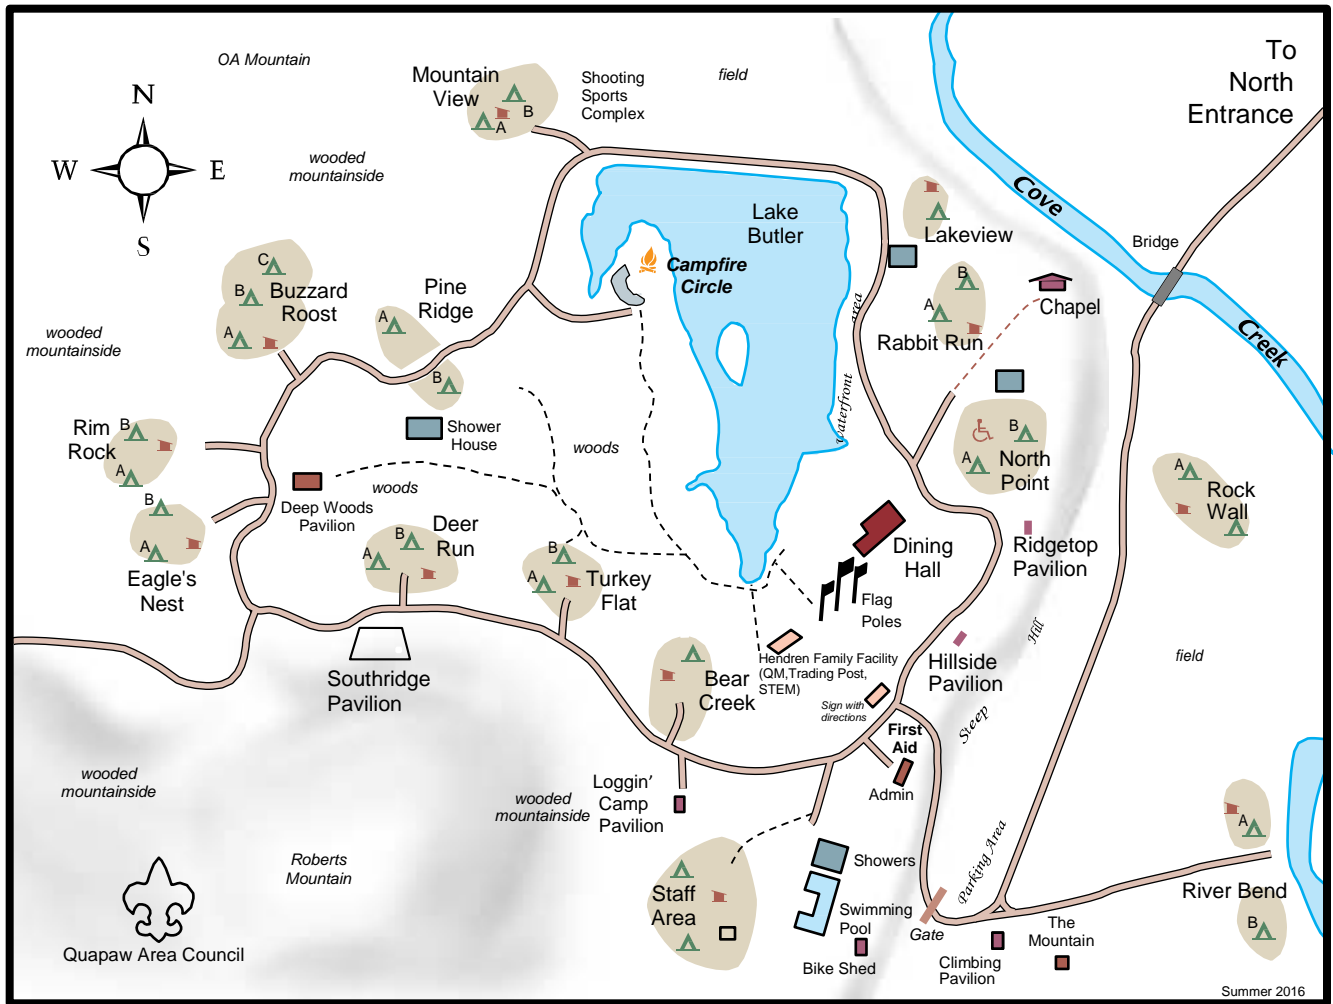 OA Mountain
Mountain
View
B
A
Shooting
Sports
Complex
field
To
North
Entrance
N
W
E
S
wooded
mountainside
Lake
Butler
Cove
Creek
Bridge
Lakeview
Campfire
Circle
Chapel
C
B
A
Buzzard
Roost
Pine
Ridge
A
B
B
A
Rabbit Run
waterfront
area
wooded
mountainside
Rim
Rock
B
A
Shower
House
woods
woods
Deep Woods
Pavilion
B
A
North
Point
A
Rock
Wall
B
A
Eagle's
Nest
Deer
Run
B
A
B
A
Turkey
Flat
Dining
Hall
Ridgetop
Pavilion
Flag
Poles
Southridge
Pavilion
Bear
Creek
Hendren Family Facility
(QM,Trading Post,
STEM)
Hillside
Pavilion
Steep
Hill
field
Sign with
directions
First
Aid
Admin
wooded
mountainside
wooded
mountainside
Loggin’
Camp
Pavilion
Roberts
Mountain
Quapaw Area Council
Staff
Area
Showers
Swimming
Pool
Bike Shed
Parking Area
Gate
Climbing
Pavilion
The
Mountain
A
River Bend
B
Summer 2016